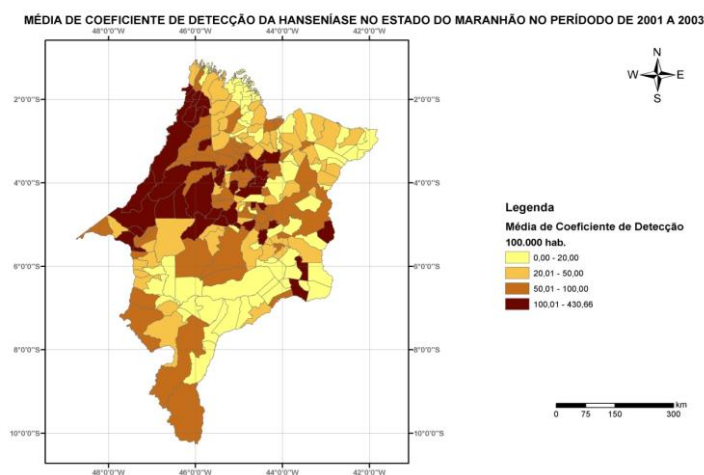 MÉDIA DE COEFICIENTE DE DETECÇÃO DA HANSENÍASE NO ESTADO DO MARANHÃO NO PERÍDODO DE 2001 A 2003
48°0'0"W 46°0'0"W 44°0'0"W 42°0'0"W
N
W E
S
2°0'0"S 2°0'0"S
4°0'0"S 4°0'0"S
Legenda
Média de Coeficiente de Detecção
100.000 hab.
0,00 - 20,00
20,01 - 50,00
50,01 - 100,00
100,01 - 430,66
6°0'0"S 6°0'0"S
8°0'0"S 8°0'0"S
km
0 75 150 300
10°0'0"S 10°0'0"S
48°0'0"W 46°0'0"W 44°0'0"W 42°0'0"W